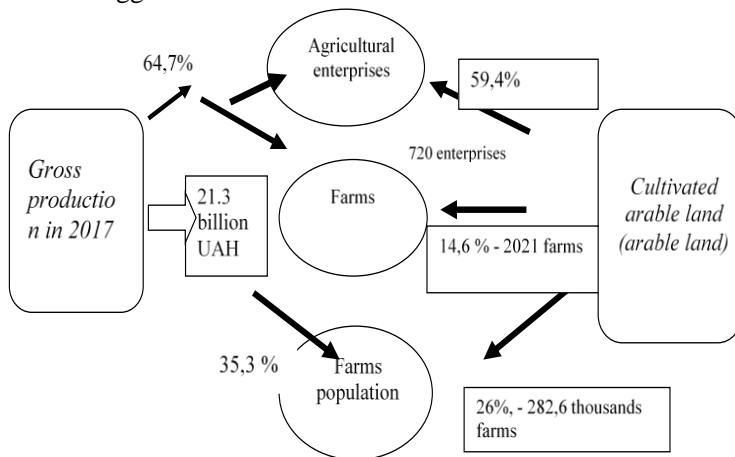 64,7%
Agricultural
enterprises
59,4%
720 enterprises
Gross
productio
n in 2017
21.3
billion
UAH
Farms
Cultivated
arable land
(arable land)
14,6 % - 2021 farms
35,3 %
Farms
population
26%, - 282,6 thousands
farms